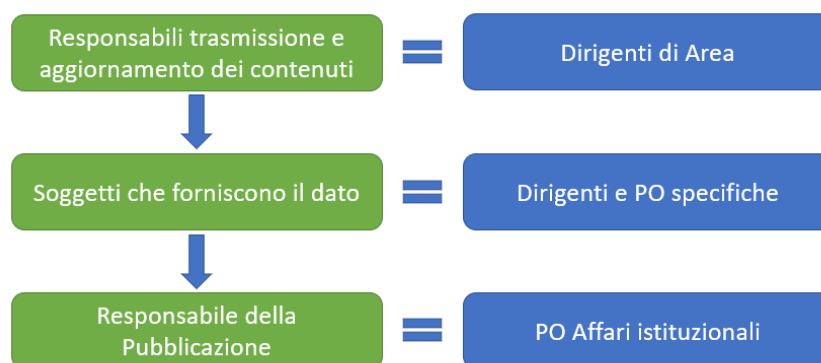 Responsabili trasmissione e
aggiornamento dei contenuti
Dirigenti di Area
Soggetti che forniscono il dato
Dirigenti e PO specifiche
Responsabile della
Pubblicazione
PO Affari istituzionali